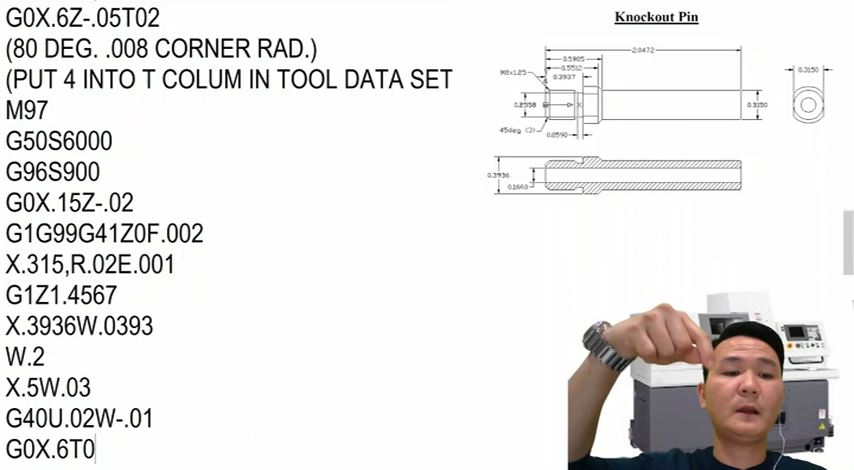 G0X.6Z-.05T02
(80 DEG. .008 CORNER RAD.)
(PUT 4 INTO T COLUM IN TOOL DATA SET
M97
G50S6000
G96S900
G0X.15Z-.02
G1G99G41Z0F.002
X.315,R.02E.001
G1Z1.4567
X.3936W.0393
W.2
X.5W.03
G40U.02W-.01
G0X.6T0
Knockout Pin
2.0472
0.5905
0.5512
M8x1.25
0.3937
0.3150
0.2558
X
0.3150
45deg (3)
0.0590
0.3936
0.1660